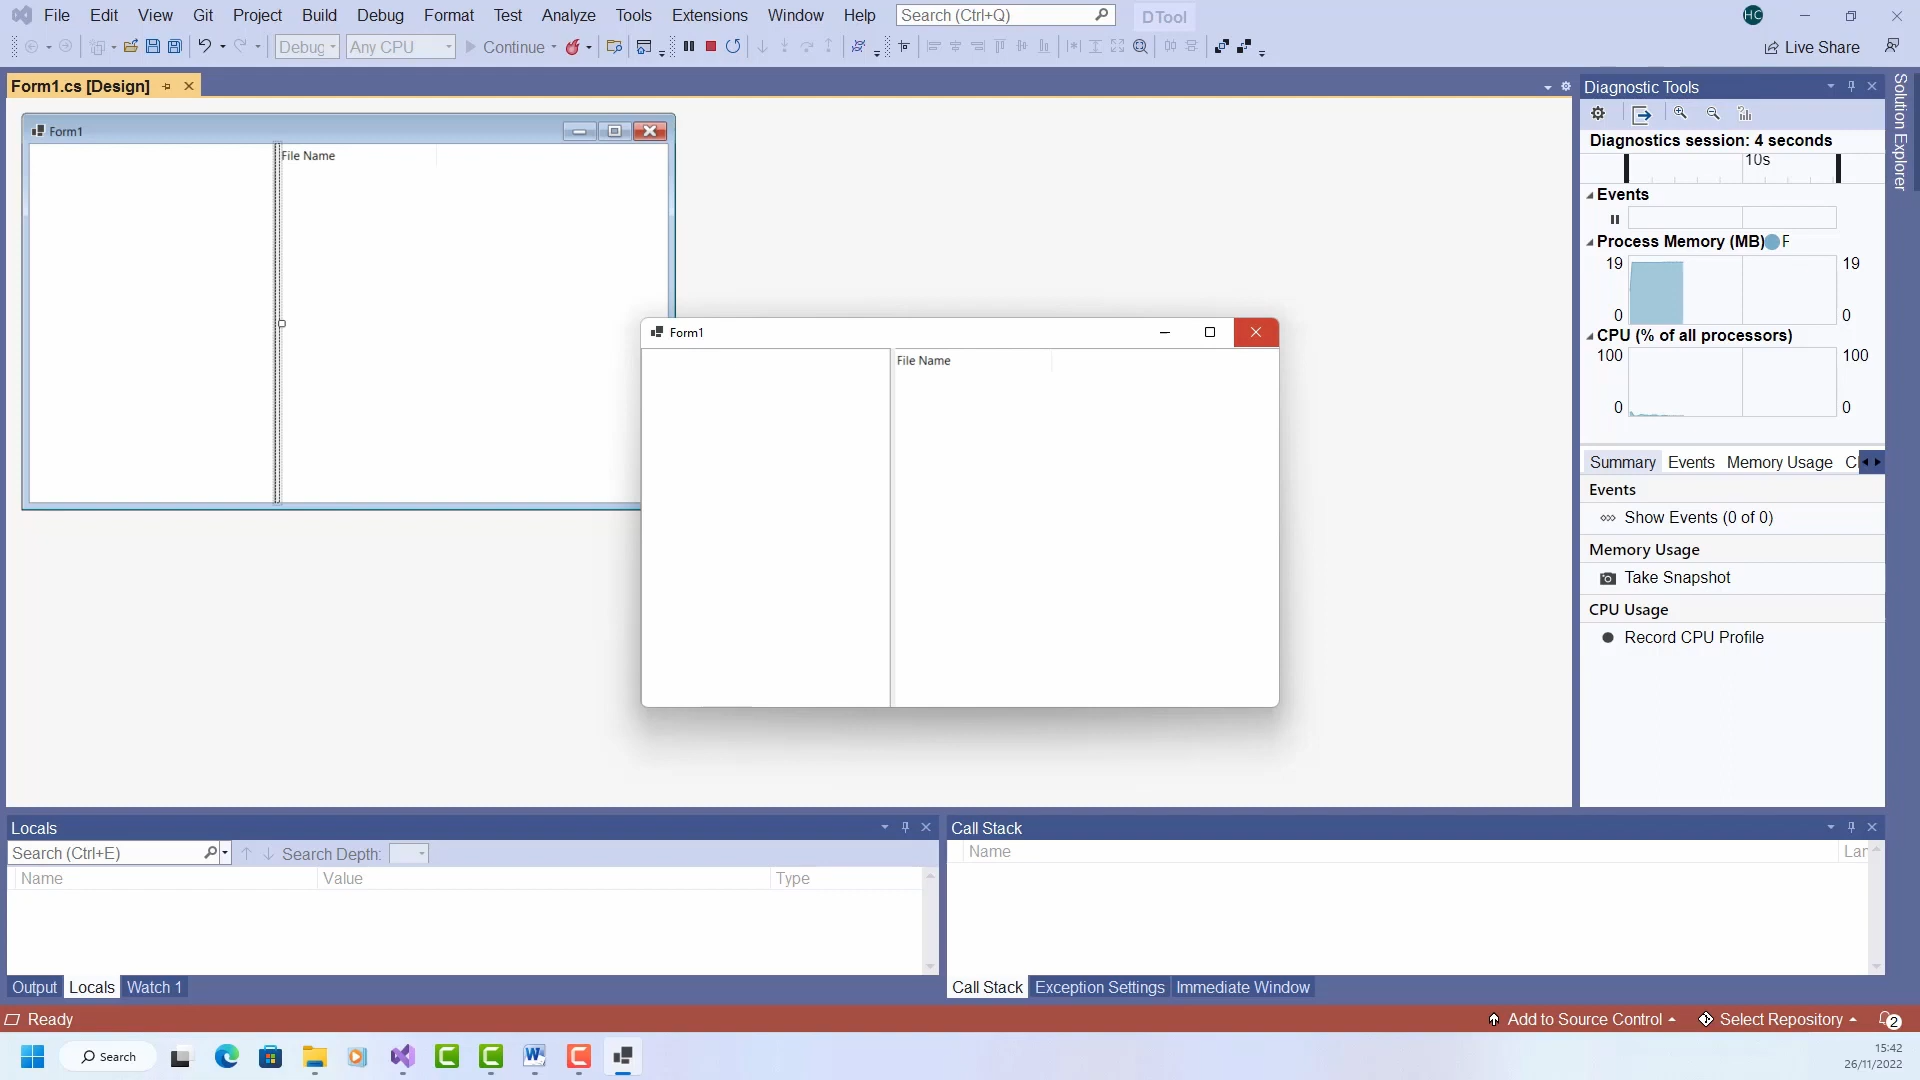 File Edit View Git Project Build Debug Format Test Analyze Tools Extensions Window Help Search (Ctrl+Q) DTool HC
Debug Any CPU Continue Live Share
Form1.cs [Design]
Form1
File Name
Form1
File Name
Diagnostic Tools
Diagnostics session: 4 seconds
10s
Events
Process Memory (MB) F
19 19
0 0
CPU (% of all processors)
100 100
0 0
Summary Events Memory Usage C
Events
Show Events (0 of 0)
Memory Usage
Take Snapshot
CPU Usage
Record CPU Profile
Solution Explorer
Locals
Search (Ctrl+E) Search Depth:
Name Value Type
Output Locals Watch 1
Call Stack
Name Lan
Call Stack Exception Settings Immediate Window
Ready Add to Source Control Select Repository 2
Search
15:42
26/11/2022